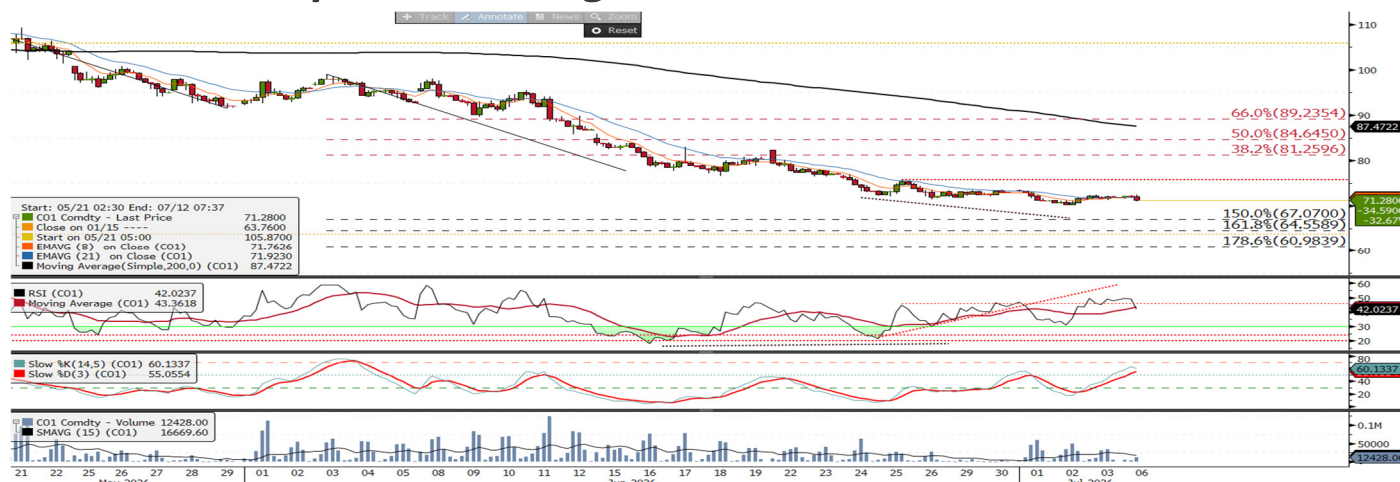 Track Annotate News Zoom
Reset
110
100
90
80
60
66.0%(89.2354)
87.4722
50.0%(84.6450)
38.2%(81.2596)
71.2800
-34.5900
-32.67
150.0%(67.0700)
161.8%(64.5589)
178.6%(60.9839)
Start: 05/21 02:30 End: 07/12 07:37
CO1 Comdty - Last Price 71.2800
Close on 01/15 ---- 63.7600
Start on 05/21 05:00 105.8700
EMAVG (8) on Close (CO1) 71.7626
EMAVG (21) on Close (CO1) 71.9230
Moving Average(Simple,200,0) (CO1) 87.4722
RSI (CO1) 42.0237
Moving Average (CO1) 43.3618
60
50
42.0237
30
20
Slow %K(14,5) (CO1) 60.1337
Slow %D(3) (CO1) 55.0554
80
60.1337
40
20
CO1 Comdty - Volume 12428.00
SMAVG (15) (CO1) 16669.60
0.1M
50000
12428.00
21 22 25 26 27 28 29 01 02 03 04 05 08 09 10 11 12 15 16 17 18 19 22 23 24 25 26 29 30 01 02 03 06